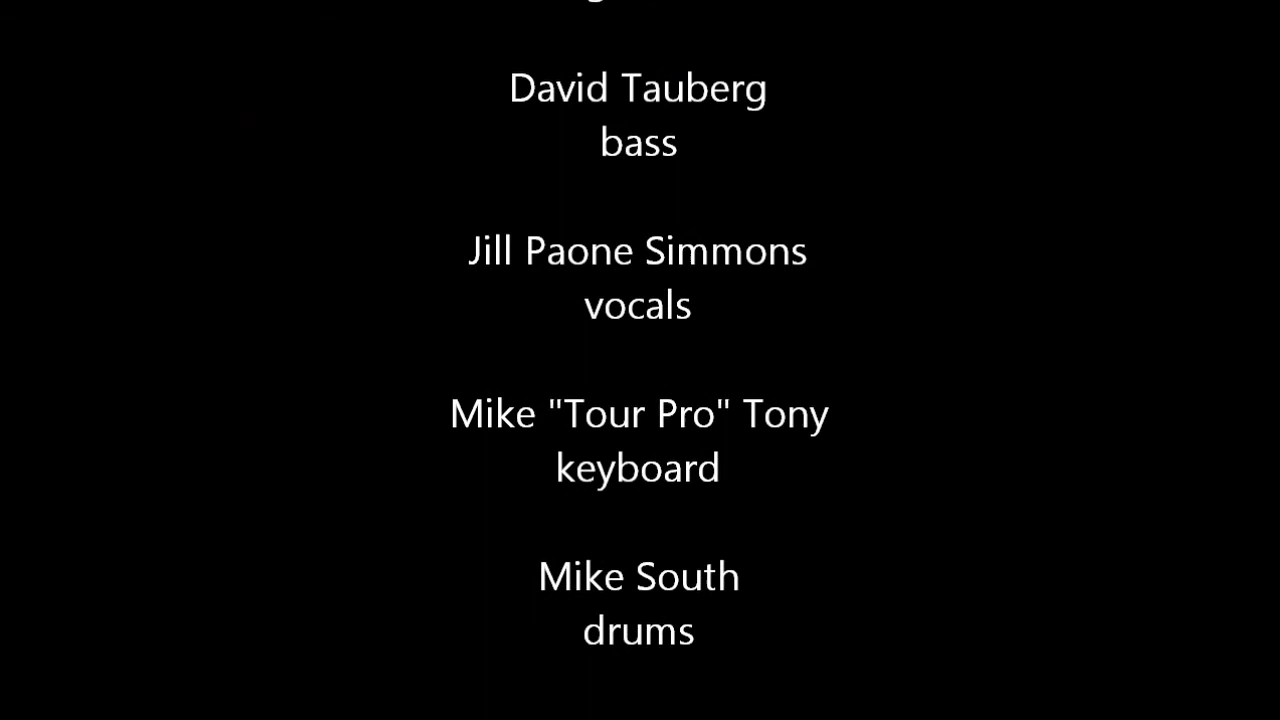 David Tauberg
bass
Jill Paone Simmons
vocals
Mike "Tour Pro" Tony
keyboard
Mike South
drums